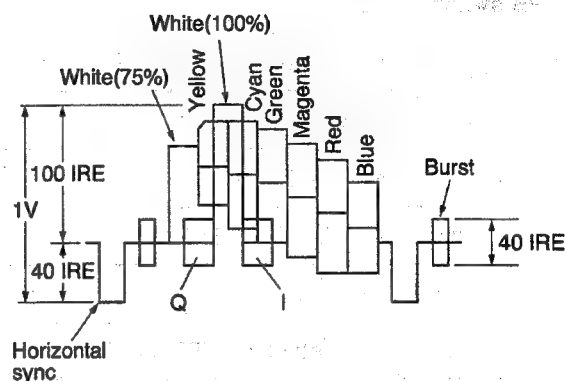 White(100%)
White(75%)
Yellow
Cyan
Green
Magenta
Red
Blue
Burst
100 IRE
1V
40 IRE
40 IRE
Q
I
Horizontal
sync